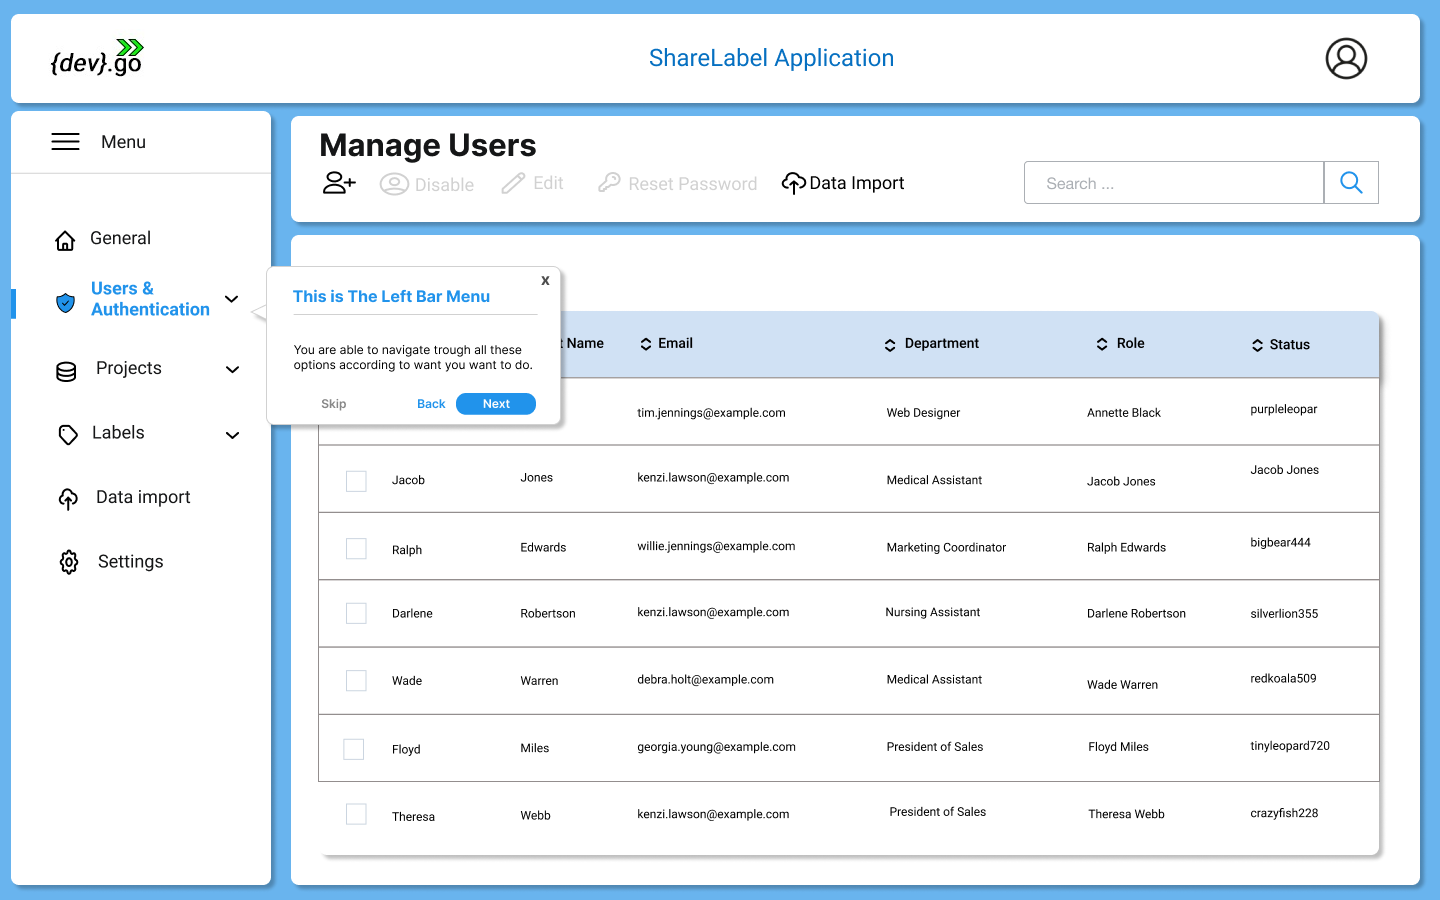 {dev}.go
ShareLabel Application
Menu
General
Users &
Authentication
Projects
Labels
Data import
Settings
Manage Users
Disable
Edit
Reset Password
Data Import
Search ...
This is The Left Bar Menu
x
You are able to navigate trough all these
options according to want you want to do.
Skip
Back
Next
t Name
Email
Department
Role
Status
tim.jennings@example.com
Web Designer
Annette Black
purpleleopar
Jacob
Jones
kenzi.lawson@example.com
Medical Assistant
Jacob Jones
Jacob Jones
Ralph
Edwards
willie.jennings@example.com
Marketing Coordinator
Ralph Edwards
bigbear444
Darlene
Robertson
kenzi.lawson@example.com
Nursing Assistant
Darlene Robertson
silverlion355
Wade
Warren
debra.holt@example.com
Medical Assistant
Wade Warren
redkoala509
Floyd
Miles
georgia.young@example.com
President of Sales
Floyd Miles
tinyleopard720
Theresa
Webb
kenzi.lawson@example.com
President of Sales
Theresa Webb
crazyfish228